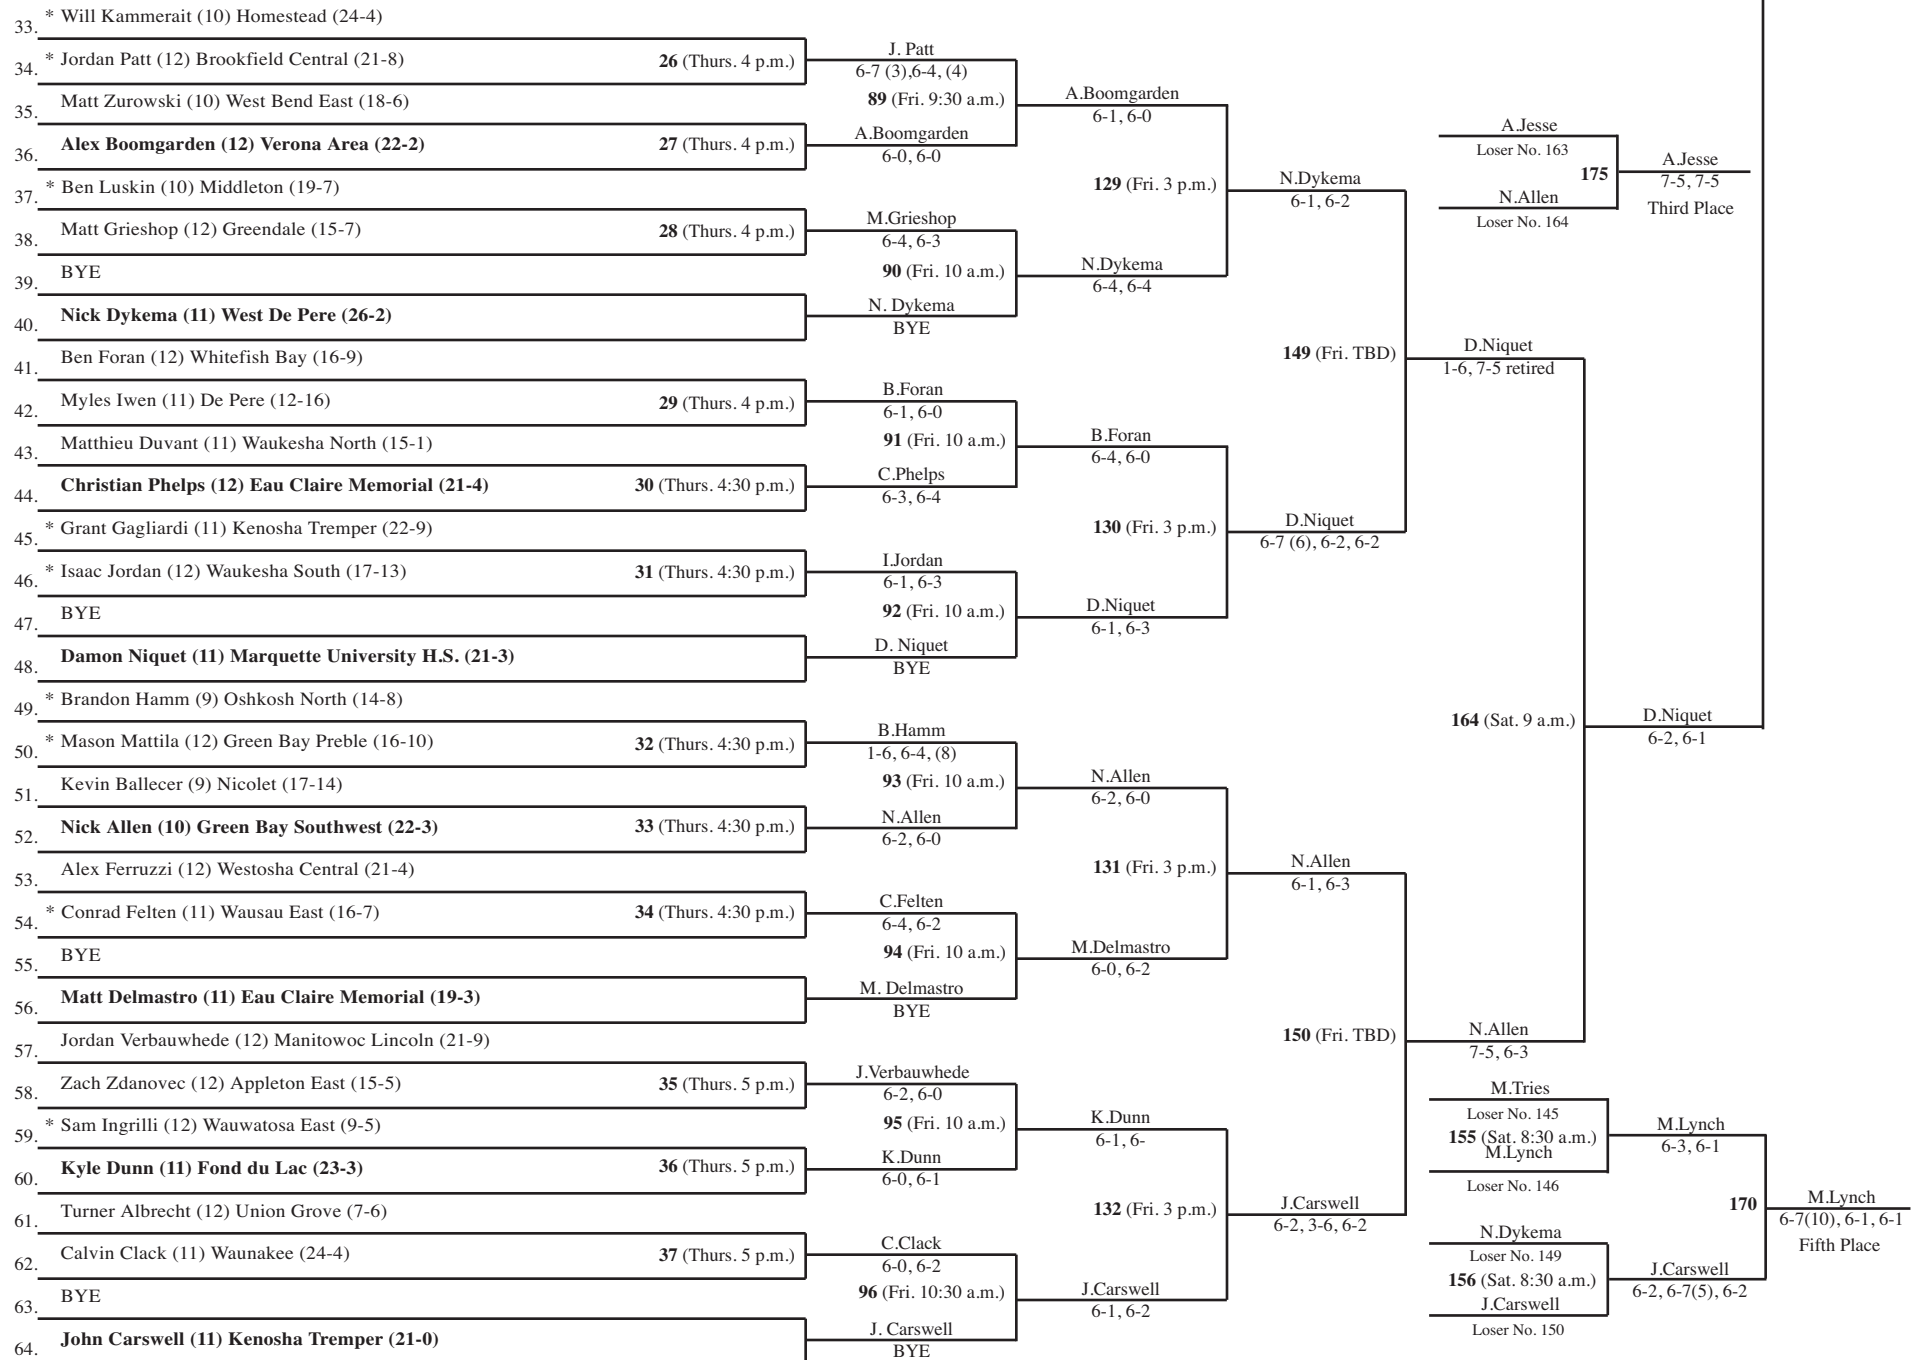 33. * Will Kammerait (10) Homestead (24-4)
34. * Jordan Patt (12) Brookfield Central (21-8) 26 (Thurs. 4 p.m.)
35. Matt Zurowski (10) West Bend East (18-6)
36. Alex Boomgarden (12) Verona Area (22-2) 27 (Thurs. 4 p.m.)
37. * Ben Luskin (10) Middleton (19-7)
38. Matt Grieshop (12) Greendale (15-7) 28 (Thurs. 4 p.m.)
39. BYE
40. Nick Dykema (11) West De Pere (26-2)
41. Ben Foran (12) Whitefish Bay (16-9)
42. Myles Iwen (11) De Pere (12-16) 29 (Thurs. 4 p.m.)
43. Matthieu Duvant (11) Waukesha North (15-1)
44. Christian Phelps (12) Eau Claire Memorial (21-4) 30 (Thurs. 4:30 p.m.)
45. * Grant Gagliardi (11) Kenosha Tremper (22-9)
46. * Isaac Jordan (12) Waukesha South (17-13) 31 (Thurs. 4:30 p.m.)
47. BYE
48. Damon Niquet (11) Marquette University H.S. (21-3)
49. * Brandon Hamm (9) Oshkosh North (14-8)
50. * Mason Mattila (12) Green Bay Preble (16-10) 32 (Thurs. 4:30 p.m.)
51. Kevin Ballecer (9) Nicolet (17-14)
52. Nick Allen (10) Green Bay Southwest (22-3) 33 (Thurs. 4:30 p.m.)
53. Alex Ferruzzi (12) Westosha Central (21-4)
54. * Conrad Felten (11) Wausau East (16-7) 34 (Thurs. 4:30 p.m.)
55. BYE
56. Matt Delmastro (11) Eau Claire Memorial (19-3)
57. Jordan Verbauwhede (12) Manitowoc Lincoln (21-9)
58. Zach Zdanovec (12) Appleton East (15-5) 35 (Thurs. 5 p.m.)
59. * Sam Ingrilli (12) Wauwatosa East (9-5)
60. Kyle Dunn (11) Fond du Lac (23-3) 36 (Thurs. 5 p.m.)
61. Turner Albrecht (12) Union Grove (7-6)
62. Calvin Clack (11) Waunakee (24-4) 37 (Thurs. 5 p.m.)
63. BYE
64. John Carswell (11) Kenosha Tremper (21-0)
J. Patt
6-7 (3),6-4, (4)
89 (Fri. 9:30 a.m.)
A.Boomgarden
6-0, 6-0
M.Grieshop
6-4, 6-3
90 (Fri. 10 a.m.)
N. Dykema
BYE
B.Foran
6-1, 6-0
91 (Fri. 10 a.m.)
C.Phelps
6-3, 6-4
I.Jordan
6-1, 6-3
92 (Fri. 10 a.m.)
D. Niquet
BYE
B.Hamm
1-6, 6-4, (8)
93 (Fri. 10 a.m.)
N.Allen
6-2, 6-0
C.Felten
6-4, 6-2
94 (Fri. 10 a.m.)
M. Delmastro
BYE
J.Verbauwhede
6-2, 6-0
95 (Fri. 10 a.m.)
K.Dunn
6-0, 6-1
C.Clack
6-0, 6-2
96 (Fri. 10:30 a.m.)
J. Carswell
BYE
A.Boomgarden
6-1, 6-0
129 (Fri. 3 p.m.)
N.Dykema
6-4, 6-4
B.Foran
6-4, 6-0
130 (Fri. 3 p.m.)
D.Niquet
6-1, 6-3
N.Allen
6-2, 6-0
131 (Fri. 3 p.m.)
M.Delmastro
6-0, 6-2
K.Dunn
6-1, 6-
132 (Fri. 3 p.m.)
J.Carswell
6-1, 6-2
N.Dykema
6-1, 6-2
149 (Fri. TBD)
D.Niquet
6-7 (6), 6-2, 6-2
N.Allen
6-1, 6-3
150 (Fri. TBD)
J.Carswell
6-2, 3-6, 6-2
D.Niquet
1-6, 7-5 retired
164 (Sat. 9 a.m.)
N.Allen
7-5, 6-3
D.Niquet
6-2, 6-1
A.Jesse
Loser No. 163
175
N.Allen
Loser No. 164
A.Jesse
7-5, 7-5
Third Place
M.Tries
Loser No. 145
155 (Sat. 8:30 a.m.)
M.Lynch
Loser No. 146
M.Lynch
6-3, 6-1
N.Dykema
Loser No. 149
156 (Sat. 8:30 a.m.)
J.Carswell
Loser No. 150
J.Carswell
6-2, 6-7(5), 6-2
170
M.Lynch
6-7(10), 6-1, 6-1
Fifth Place